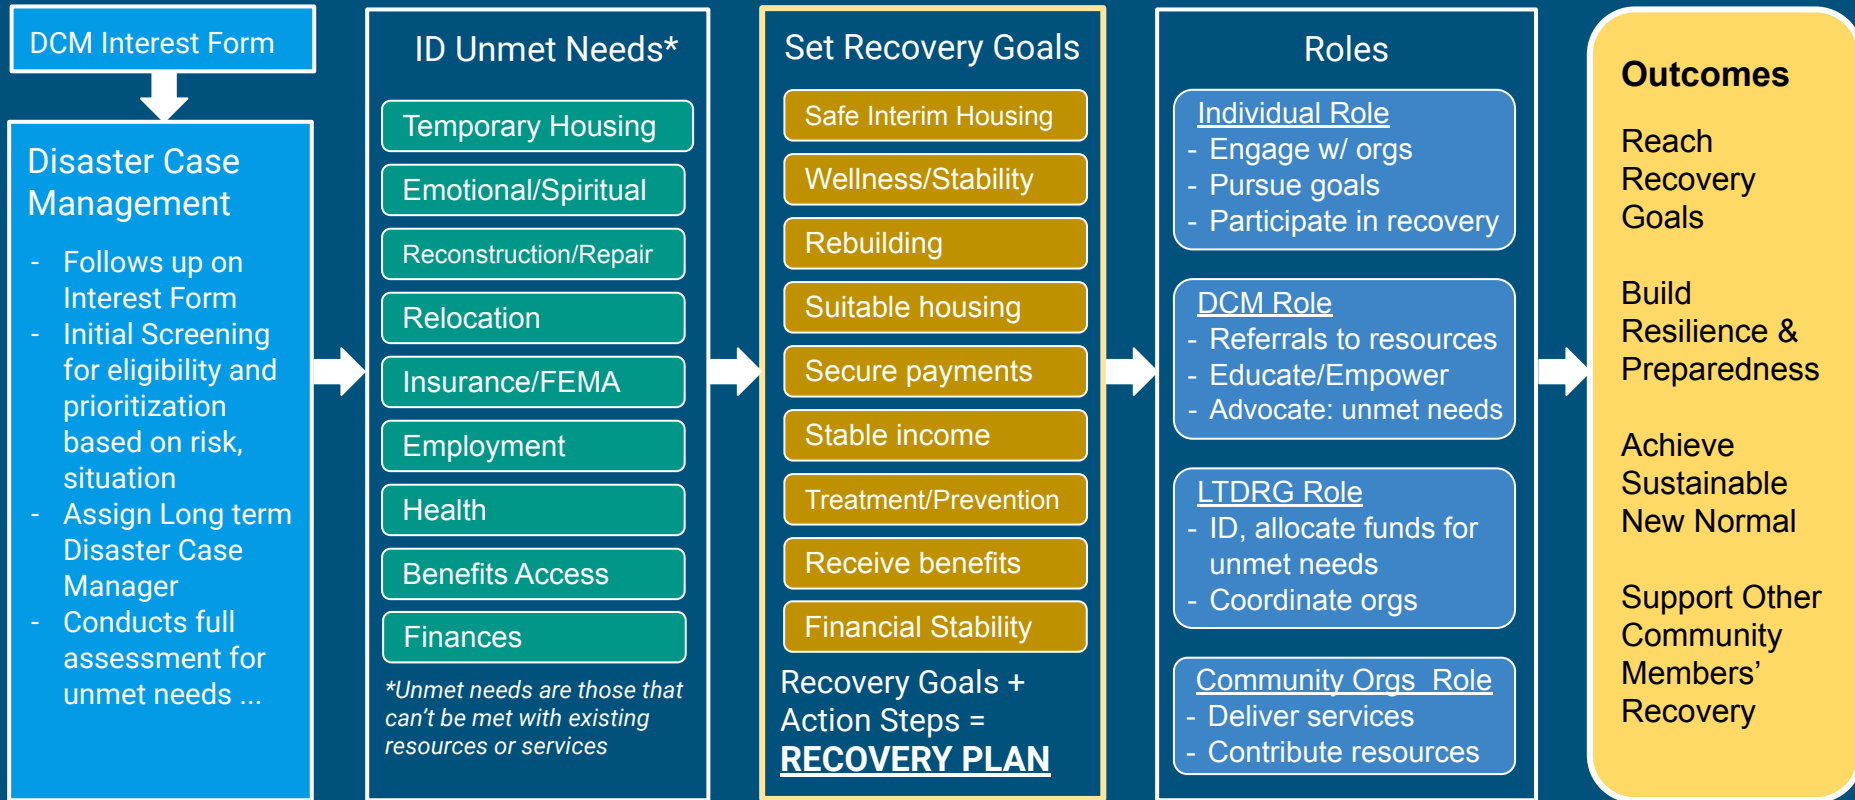 DCM Interest Form
Disaster Case
Management
- Follows up on
Interest Form
- Initial Screening
for eligibility and
prioritization
based on risk,
situation
- Assign Long term
Disaster Case
Manager
- Conducts full
assessment for
unmet needs ...
ID Unmet Needs*
Temporary Housing
Emotional/Spiritual
Reconstruction/Repair
Relocation
Insurance/FEMA
Employment
Health
Benefits Access
Finances
*Unmet needs are those that
can't be met with existing
resources or services
Set Recovery Goals
Safe Interim Housing
Wellness/Stability
Rebuilding
Suitable housing
Secure payments
Stable income
Treatment/Prevention
Receive benefits
Financial Stability
Recovery Goals +
Action Steps =
RECOVERY PLAN
Roles
Individual Role
- Engage w/ orgs
- Pursue goals
- Participate in recovery
DCM Role
- Referrals to resources
- Educate/Empower
- Advocate: unmet needs
LTDRG Role
- ID, allocate funds for
unmet needs
- Coordinate orgs
Community Orgs Role
- Deliver services
- Contribute resources
Outcomes
Reach
Recovery
Goals
Build
Resilience &
Preparedness
Achieve
Sustainable
New Normal
Support Other
Community
Members’
Recovery